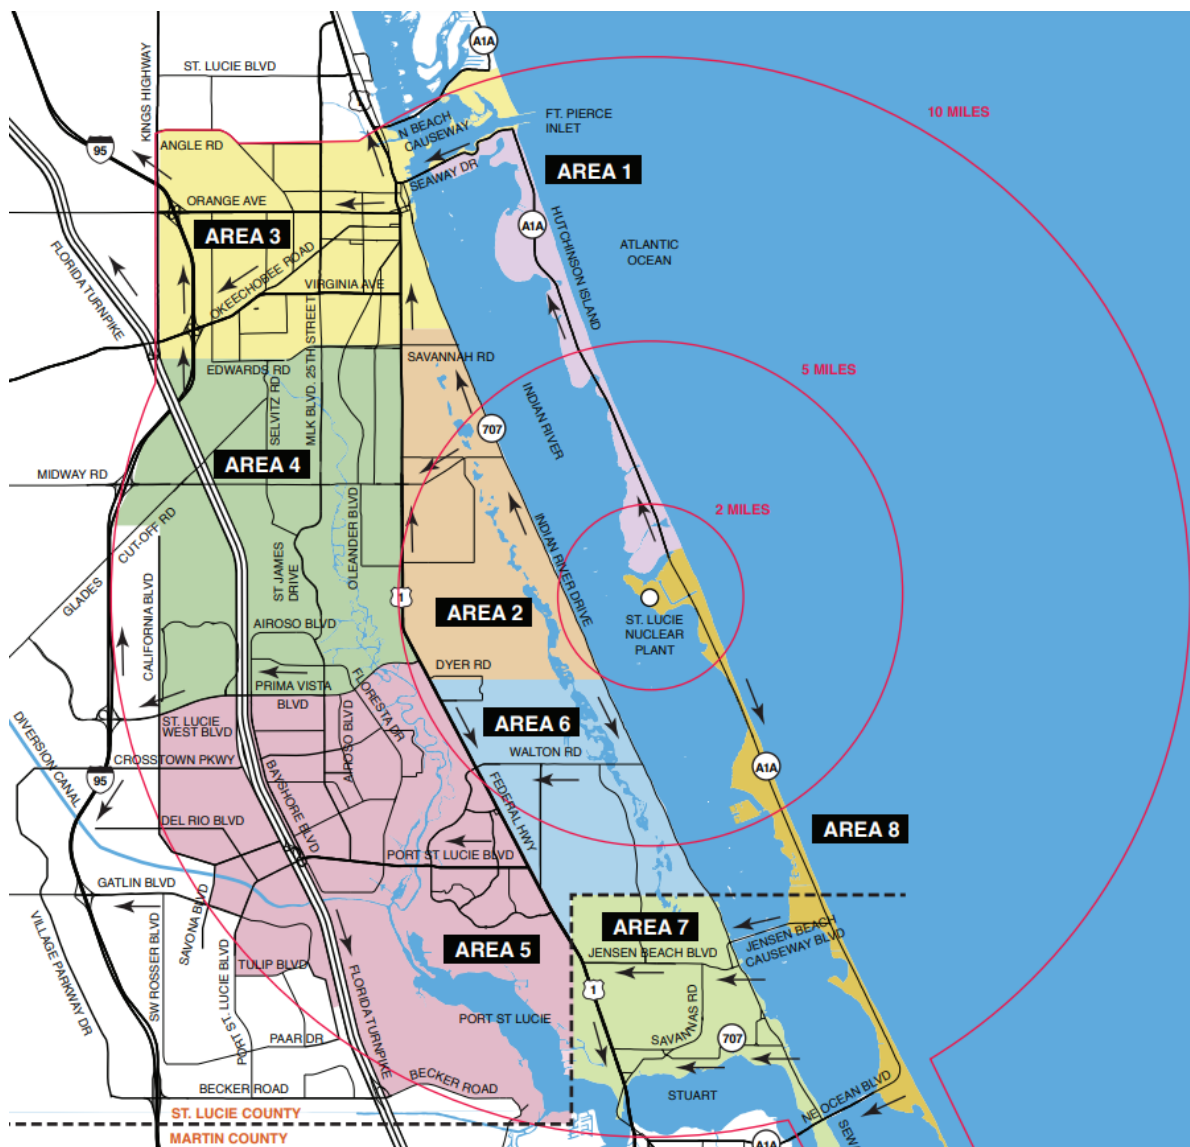 A1A
ST. LUCIE BLVD
KINGS HIGHWAY
1
10 MILES
FT. PIERCE
INLET
N BEACH
CAUSEWAY
95
ANGLE RD
SEAWAY DR
AREA 1
ORANGE AVE
AREA 3
A1A
HUTCHINSON ISLAND
ATLANTIC
OCEAN
FLORIDA TURNPIKE
OKEECHOBEE ROAD
VIRGINIA AVE
MLK BLVD. 25TH STREET
SAVANNAH RD
EDWARDS RD
5 MILES
SELVITZ RD
INDIAN RIVER
707
AREA 4
MIDWAY RD
OLEANDER BLVD
2 MILES
CUT-OFF RD
GLADES
INDIAN RIVER DRIVE
ST JAMES
DRIVE
CALIFORNIA BLVD
1
AREA 2
ST. LUCIE
NUCLEAR
PLANT
AIROSO BLVD
DYER RD
PRIMA VISTA
BLVD
FLORESTA DR
AIROSO BLVD
ST. LUCIE
WEST BLVD
AREA 6
WALTON RD
DIVERSION CANAL
CROSSTOWN PKWY
95
BAYSHORE BLVD
FEDERAL HWY
A1A
DEL RIO BLVD
AREA 8
PORT ST LUCIE BLVD
GATLIN BLVD
SAVONA BLVD
VILLAGE PARKWAY DR
SW ROSSER BLVD
AREA 7
JENSEN BEACH
CAUSEWAY BLVD
AREA 5
JENSEN BEACH BLVD
TULIP BLVD
PORT ST. LUCIE BLVD
FLORIDA TURNPIKE
1
SAVANNAS RD
PORT ST LUCIE
707
PAAR DR
BECKER ROAD
BECKER ROAD
STUART
NE OCEAN BLVD
ST. LUCIE COUNTY
MARTIN COUNTY
A1A
SEW